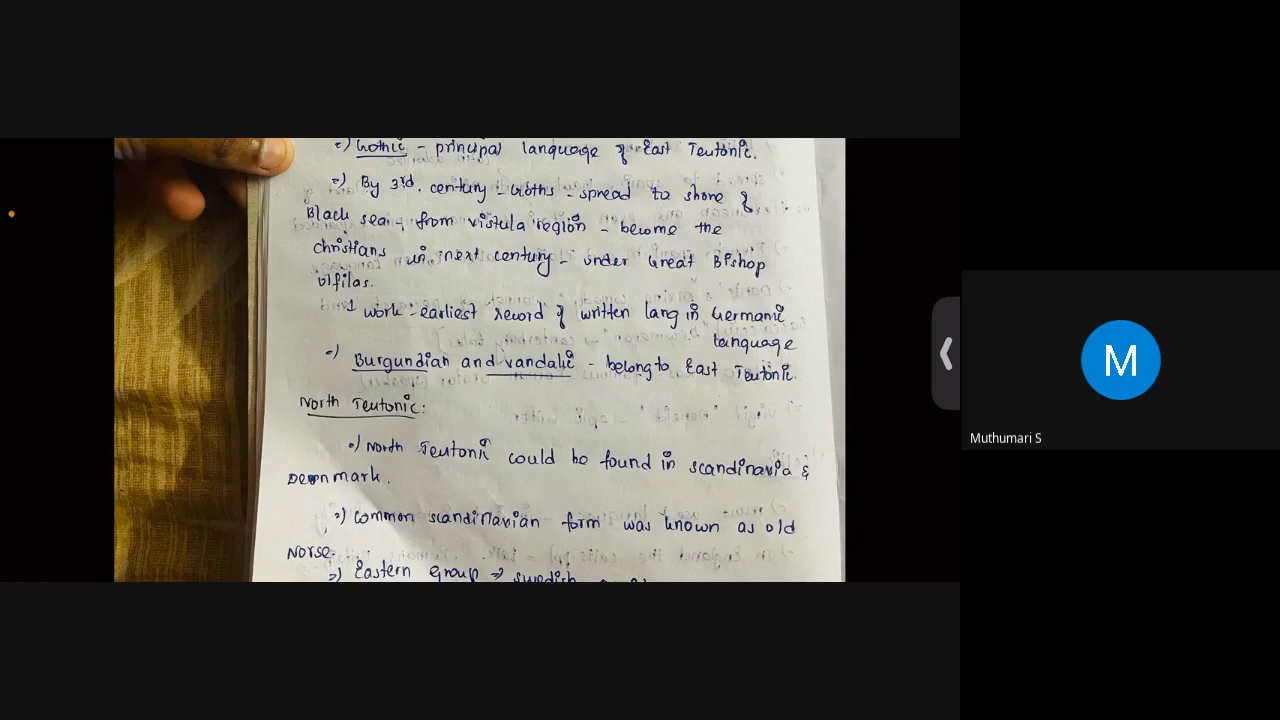 =) Gothic - principal language of East Teutonic.
=) By 3rd. century - Goths - spread to shore of
Black sea - from vistula region - become the
christians in next century - under Great Bishop
Ulfilas.
work - earliest record of written lang in Germanic
language
=) Burgundian and vandalic - belong to East Teutonic.
North Teutonic:
=) North Teutonic could be found in scandinavia &
Denmark.
=) Common scandinavian form was known as old
Norse.
=) Eastern Group => swedish
M
Muthumari S